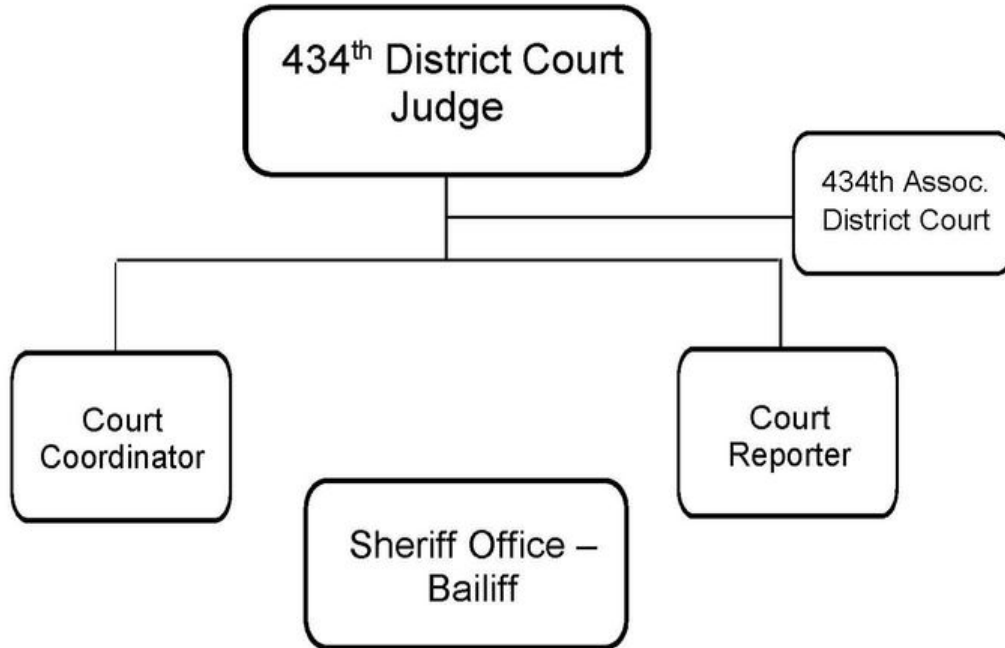 434th District Court
Judge
434th Assoc.
District Court
Court
Coordinator
Court
Reporter
Sheriff Office –
Bailiff